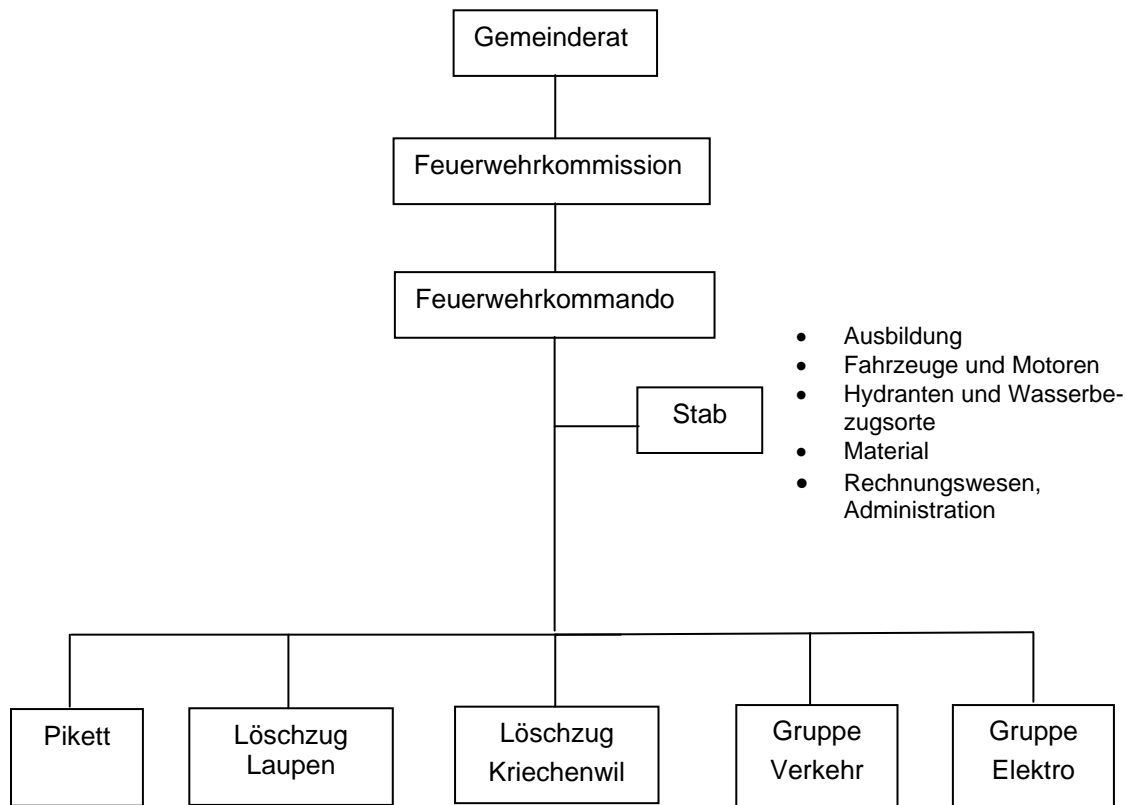 Gemeinderat
Feuerwehrkommission
Feuerwehrkommando
Stab
• Ausbildung
• Fahrzeuge und Motoren
• Hydranten und Wasserbe-
zugsorte
• Material
• Rechnungswesen,
Administration
Pikett
Löschzug
Laupen
Löschzug
Kriechenwil
Gruppe
Verkehr
Gruppe
Elektro